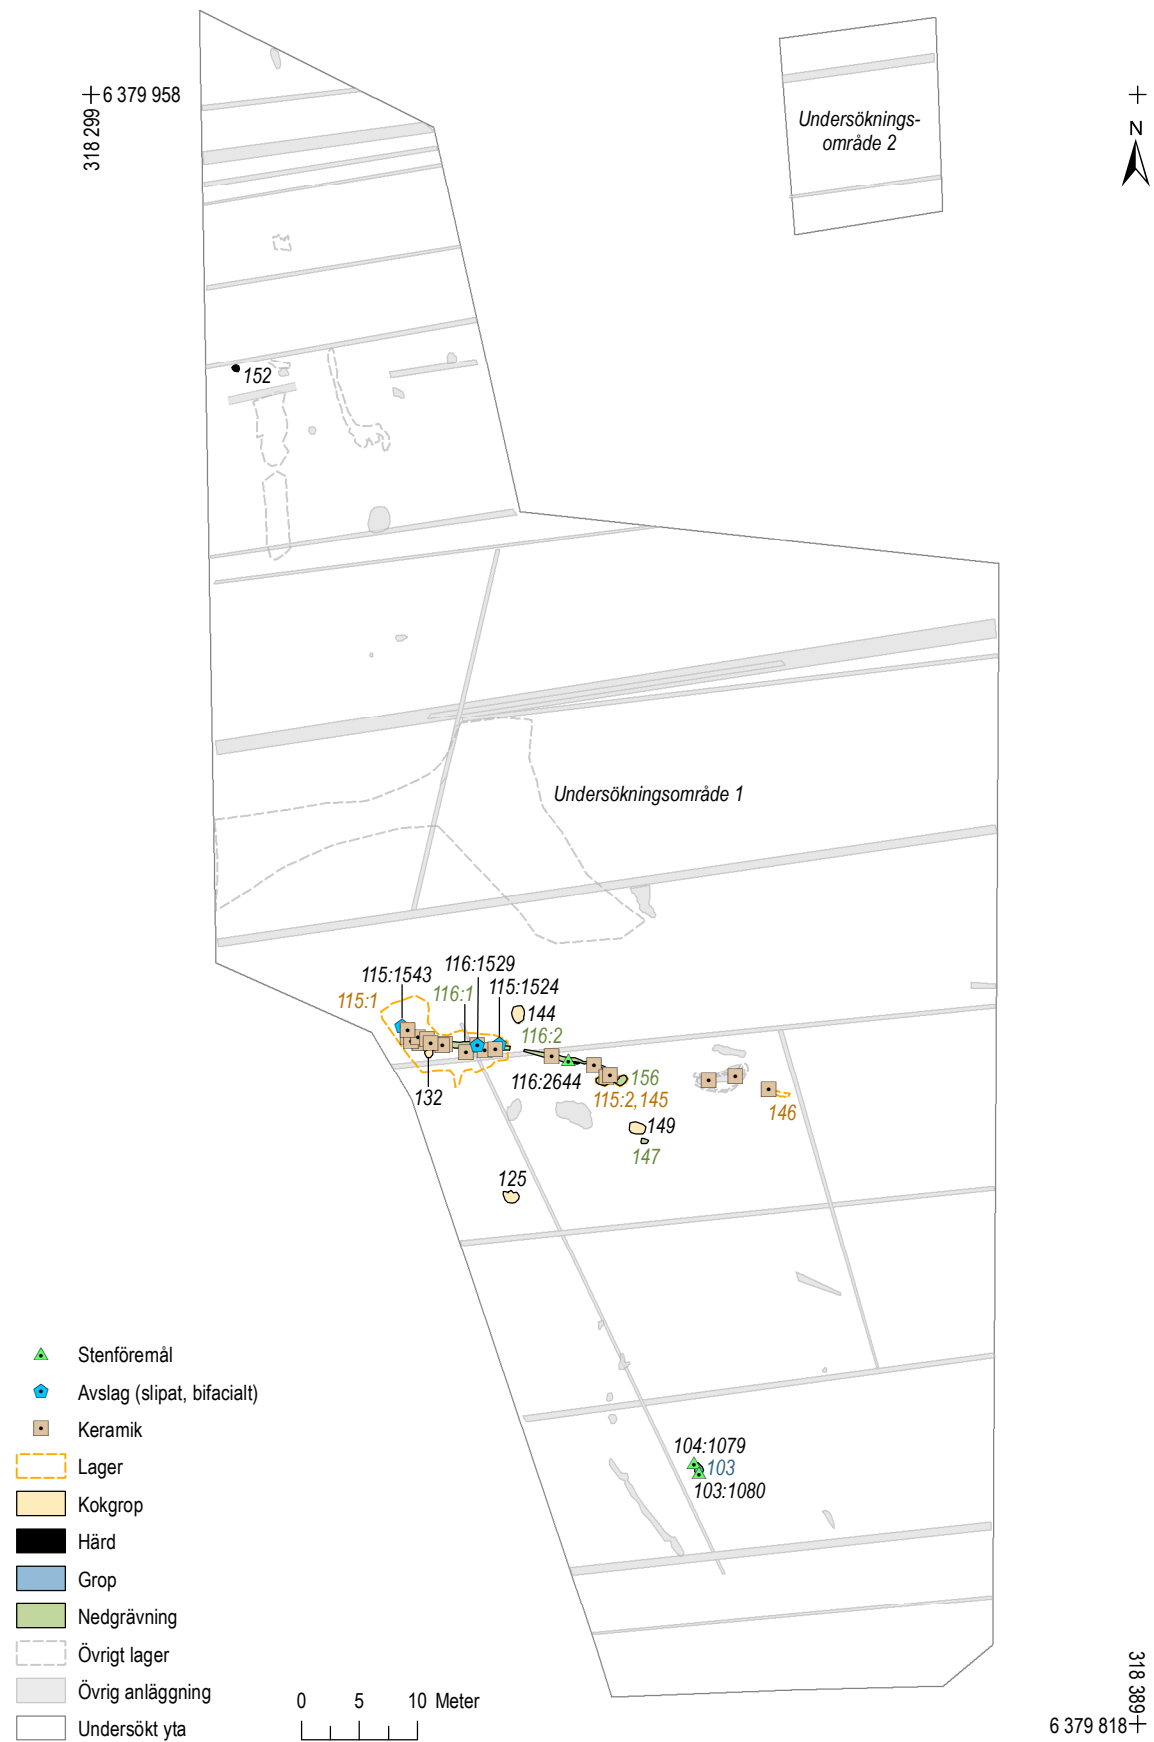 6 379 958
318 299
Undersöknings-
område 2
N
152
Undersökningsområde 1
116:1529
115:1543
115:1524
116:1
115:1
144
116:2
116:2644
156
132
115:2, 145
146
149
147
125
104:1079
103
103:1080
Stenföremål
Avslag (slipat, bifacialt)
Keramik
Lager
Kokgrop
Härd
Grop
Nedgrävning
Övrigt lager
Övrig anläggning
Undersökt yta
0 5 10 Meter
318 389
6 379 818